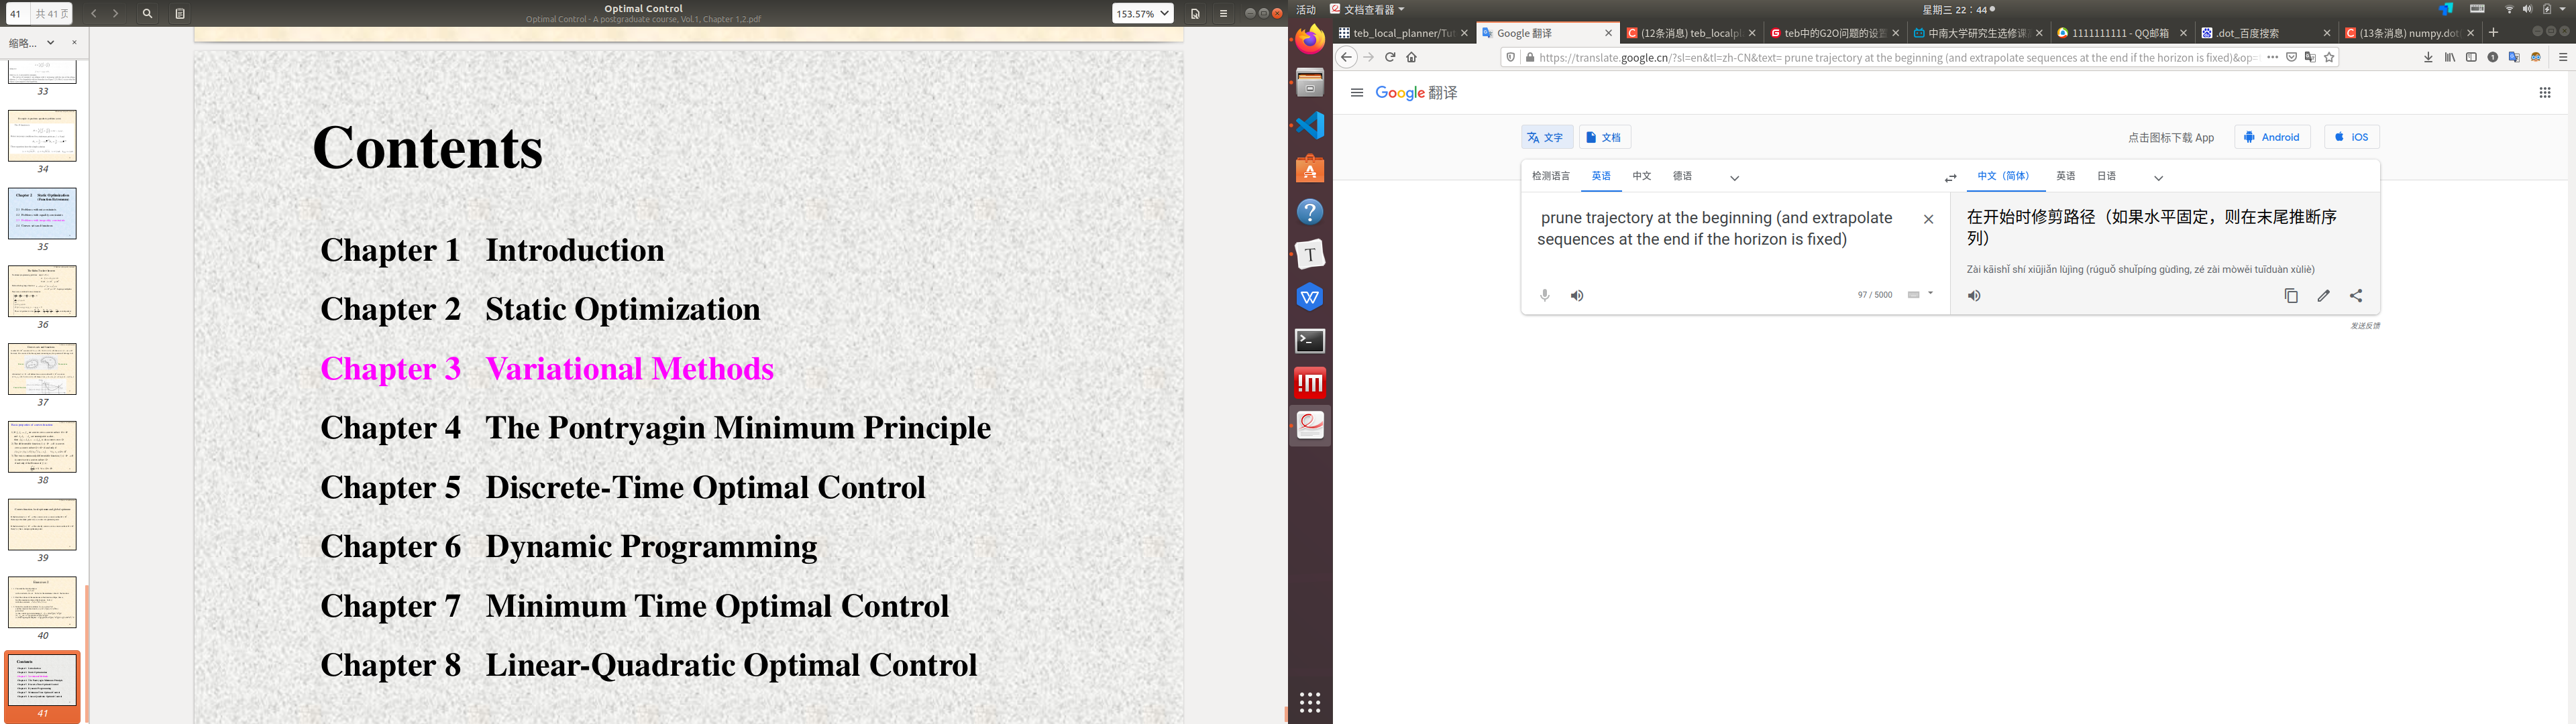 41
共 41 页
Optimal Control
Optimal Control - A postgraduate course, Vol.1, Chapter 1,2.pdf
153.57%
缩略...
33
34
35
36
37
38
39
40
41
Contents
Chapter 1 Introduction
Chapter 2 Static Optimization
Chapter 3 Variational Methods
Chapter 4 The Pontryagin Minimum Principle
Chapter 5 Discrete-Time Optimal Control
Chapter 6 Dynamic Programming
Chapter 7 Minimum Time Optimal Control
Chapter 8 Linear-Quadratic Optimal Control
活动
文档查看器
星期三 22：44
teb_local_planner/Tut
Google 翻译
(12条消息) teb_localpl
teb中的G2O问题的设置
中南大学研究生选修课
1111111111 - QQ邮箱
.dot_百度搜索
(13条消息) numpy.dot
https://translate.google.cn/?sl=en&tl=zh-CN&text= prune trajectory at the beginning (and extrapolate sequences at the end if the horizon is fixed)&op=
Google 翻译
文字
文档
点击图标下载 App
Android
iOS
检测语言
英语
中文
德语
中文（简体）
英语
日语
prune trajectory at the beginning (and extrapolate
sequences at the end if the horizon is fixed)
97 / 5000
在开始时修剪路径（如果水平固定，则在末尾推断序
列）
Zài kāishǐ shí xiūjiǎn lùjìng (rúguǒ shuǐpíng gùdìng, zé zài mòwěi tuīduàn xùliè)
发送反馈